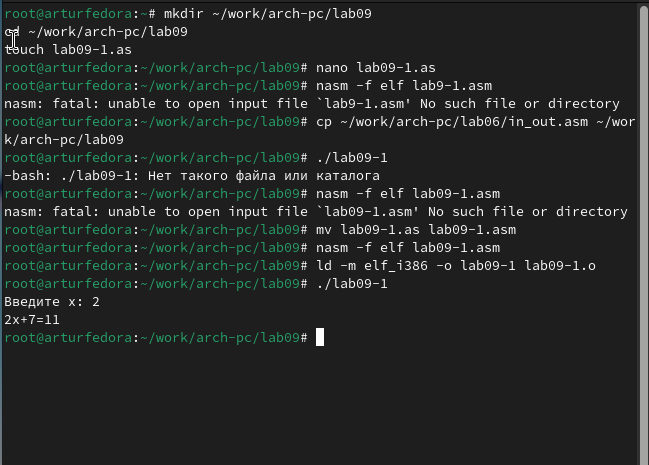 root@arturfedora:~# mkdir ~/work/arch-pc/lab09
cd ~/work/arch-pc/lab09
touch lab09-1.as
root@arturfedora:~/work/arch-pc/lab09# nano lab09-1.as
root@arturfedora:~/work/arch-pc/lab09# nasm -f elf lab9-1.asm
nasm: fatal: unable to open input file `lab9-1.asm' No such file or directory
root@arturfedora:~/work/arch-pc/lab09# cp ~/work/arch-pc/lab06/in_out.asm ~/wor
k/arch-pc/lab09
root@arturfedora:~/work/arch-pc/lab09# ./lab09-1
-bash: ./lab09-1: Нет такого файла или каталога
root@arturfedora:~/work/arch-pc/lab09# nasm -f elf lab09-1.asm
nasm: fatal: unable to open input file `lab09-1.asm' No such file or directory
root@arturfedora:~/work/arch-pc/lab09# mv lab09-1.as lab09-1.asm
root@arturfedora:~/work/arch-pc/lab09# nasm -f elf lab09-1.asm
root@arturfedora:~/work/arch-pc/lab09# ld -m elf_i386 -o lab09-1 lab09-1.o
root@arturfedora:~/work/arch-pc/lab09# ./lab09-1
Введите x: 2
2x+7=11
root@arturfedora:~/work/arch-pc/lab09#